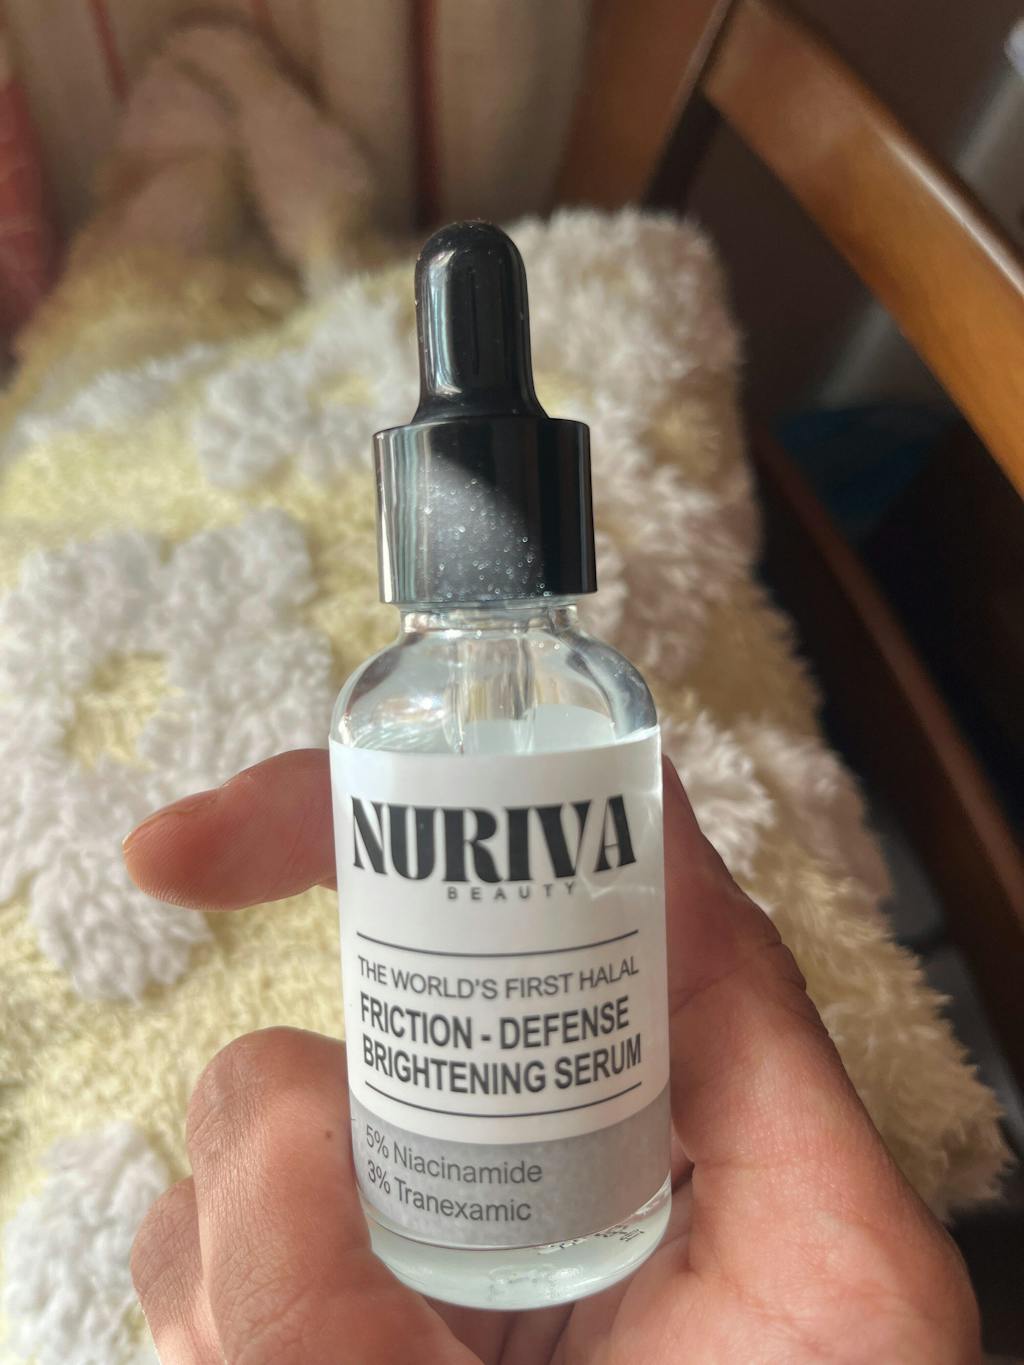 NURIVA
BEAUTY
THE WORLD'S FIRST HALAL
FRICTION - DEFENSE
BRIGHTENING SERUM
5% Niacinamide
3% Tranexamic